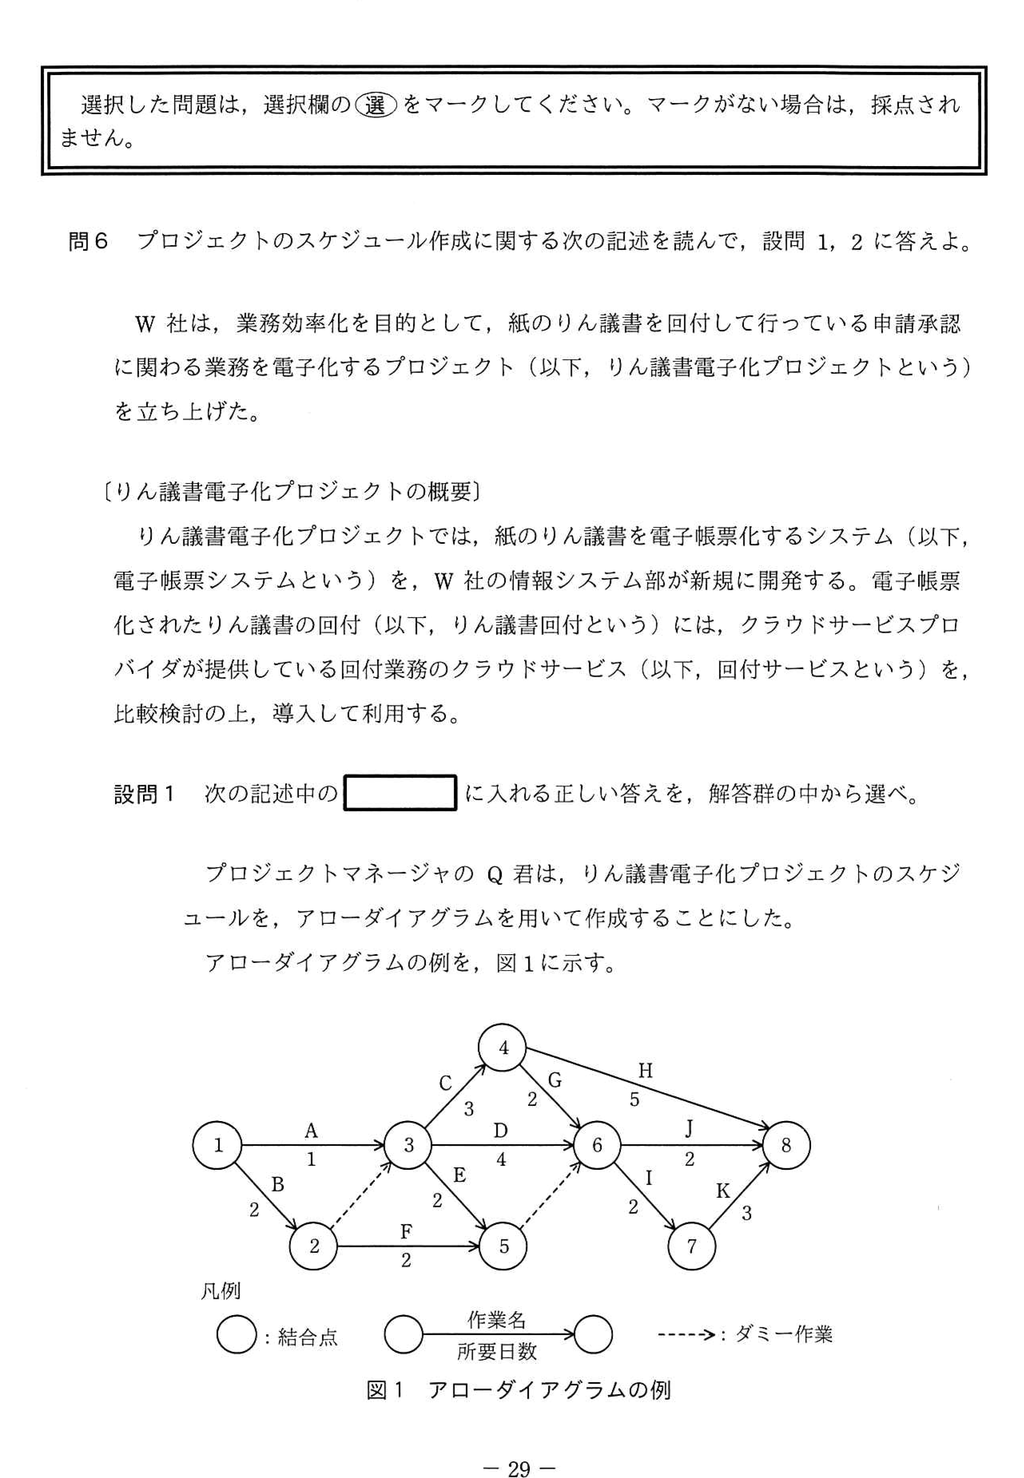 選択した問題は，選択欄の㊟をマークしてください。マークがない場合は，採点され
ません。
問6　プロジェクトのスケジュール作成に関する次の記述を読んで，設問 1，2 に答えよ。
W 社は，業務効率化を目的として，紙のりん議書を回付して行っている申請承認
に関わる業務を電子化するプロジェクト（以下，りん議書電子化プロジェクトという）
を立ち上げた。
〔りん議書電子化プロジェクトの概要〕
りん議書電子化プロジェクトでは，紙のりん議書を電子帳票化するシステム（以下，
電子帳票システムという）を，W 社の情報システム部が新規に開発する。電子帳票
化されたりん議書の回付（以下，りん議書回付という）には，クラウドサービスプロ
バイダが提供している回付業務のクラウドサービス（以下，回付サービスという）を，
比較検討の上，導入して利用する。
設問1　次の記述中の　　　　に入れる正しい答えを，解答群の中から選べ。
プロジェクトマネージャの Q 君は，りん議書電子化プロジェクトのスケジ
ュールを，アローダイアグラムを用いて作成することにした。
アローダイアグラムの例を，図1に示す。
4
C
3
G
2
H
5
1
A
1
3
D
4
6
J
2
8
B
2
E
2
I
2
K
3
2
F
2
5
7
凡例
：結合点
作業名
所要日数
：ダミー作業
図1　アローダイアグラムの例
－ 29 －